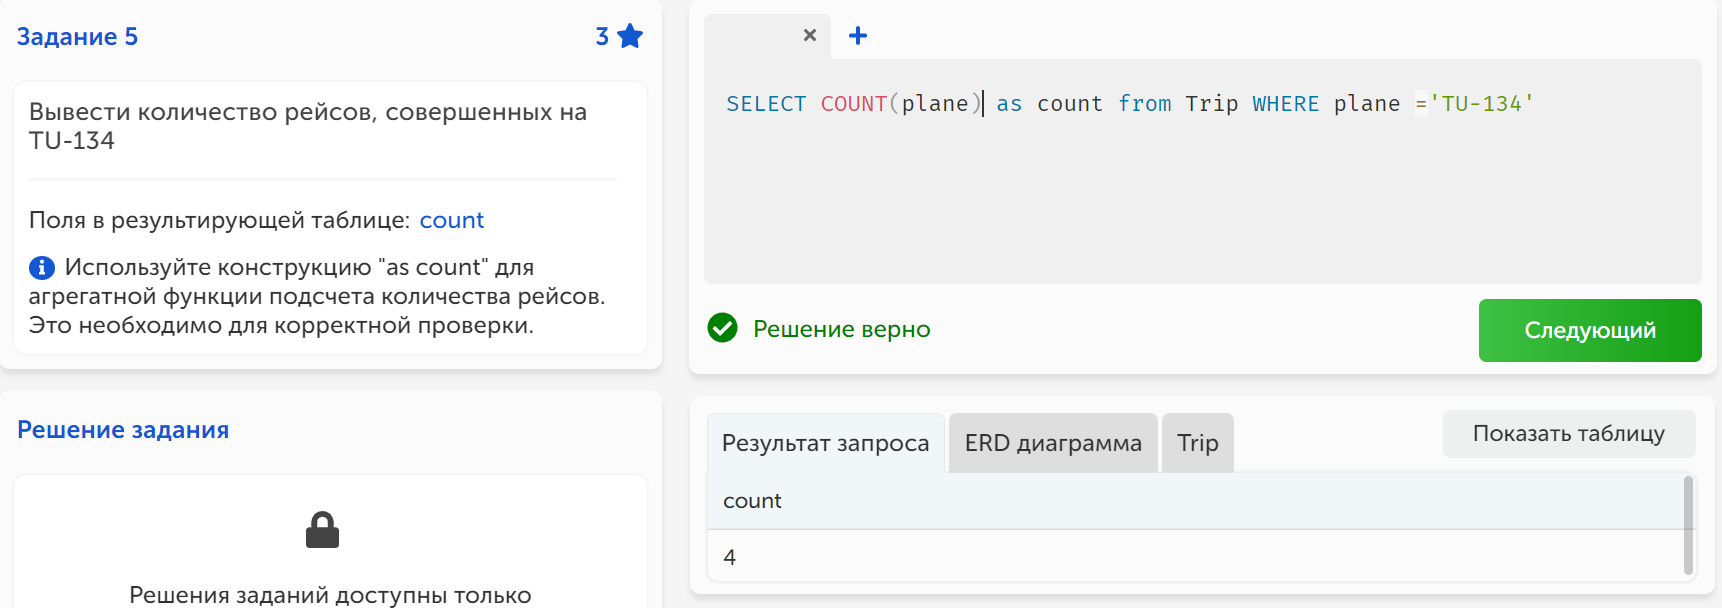 Задание 5
3
Вывести количество рейсов, совершенных на
TU-134
Поля в результирующей таблице: count
Используйте конструкцию "as count" для
агрегатной функции подсчета количества рейсов.
Это необходимо для корректной проверки.
Решение задания
Решения заданий доступны только
SELECT COUNT(plane) as count from Trip WHERE plane ='TU-134'
Решение верно
Следующий
Результат запроса
ERD диаграмма
Trip
Показать таблицу
count
4